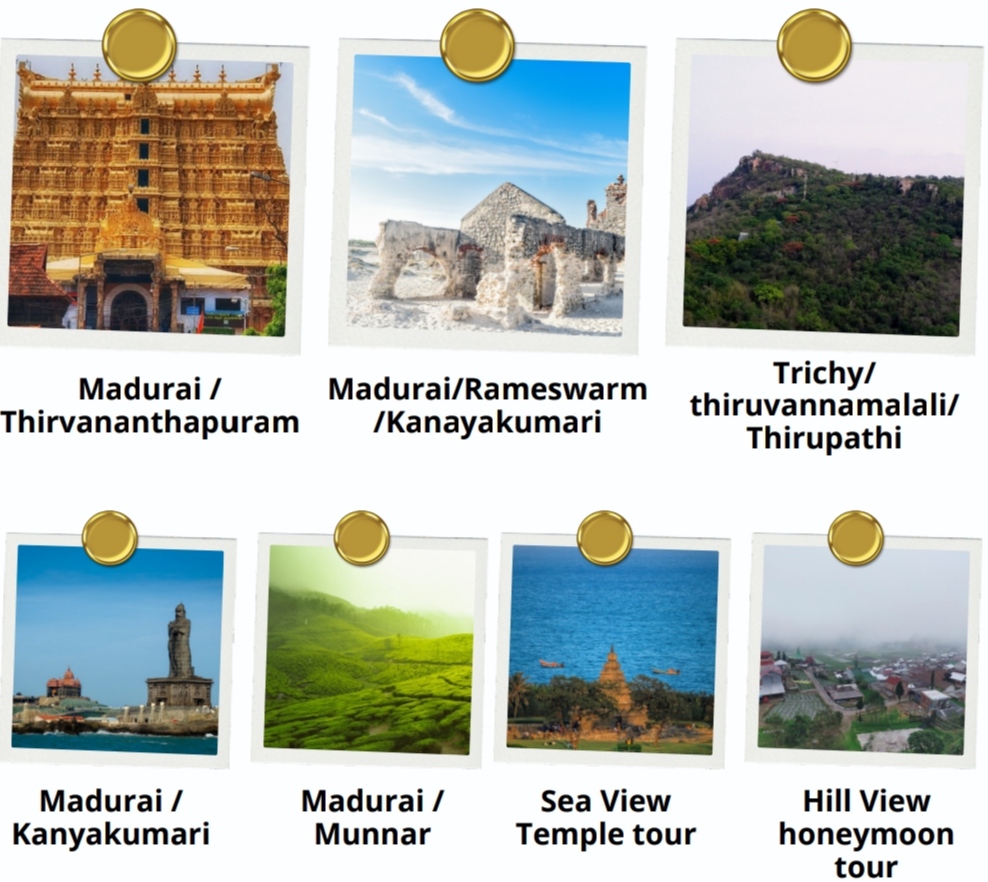 Madurai /
Thirvananthapuram
Madurai/Rameswarm
/Kanayakumari
Trichy/
thiruvannamalali/
Thirupathi
Madurai /
Kanyakumari
Madurai /
Munnar
Sea View
Temple tour
Hill View
honeymoon
tour